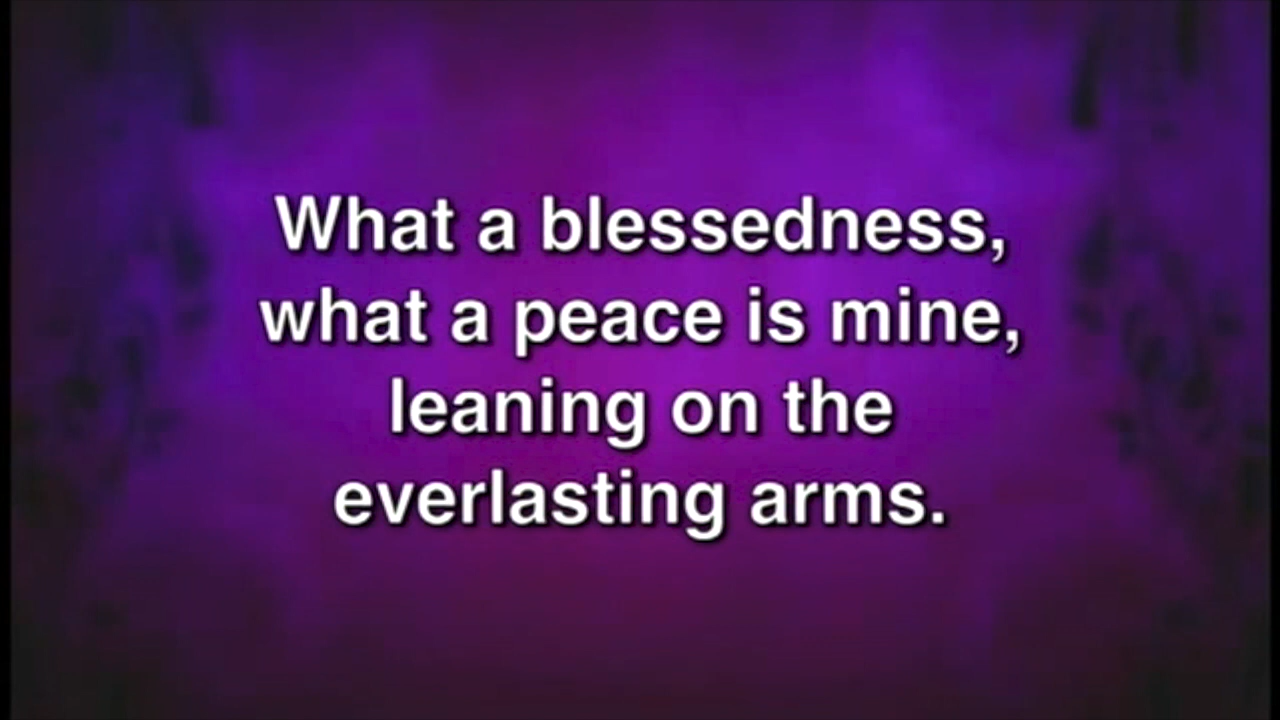 What a blessedness,
what a peace is mine,
leaning on the
everlasting arms.